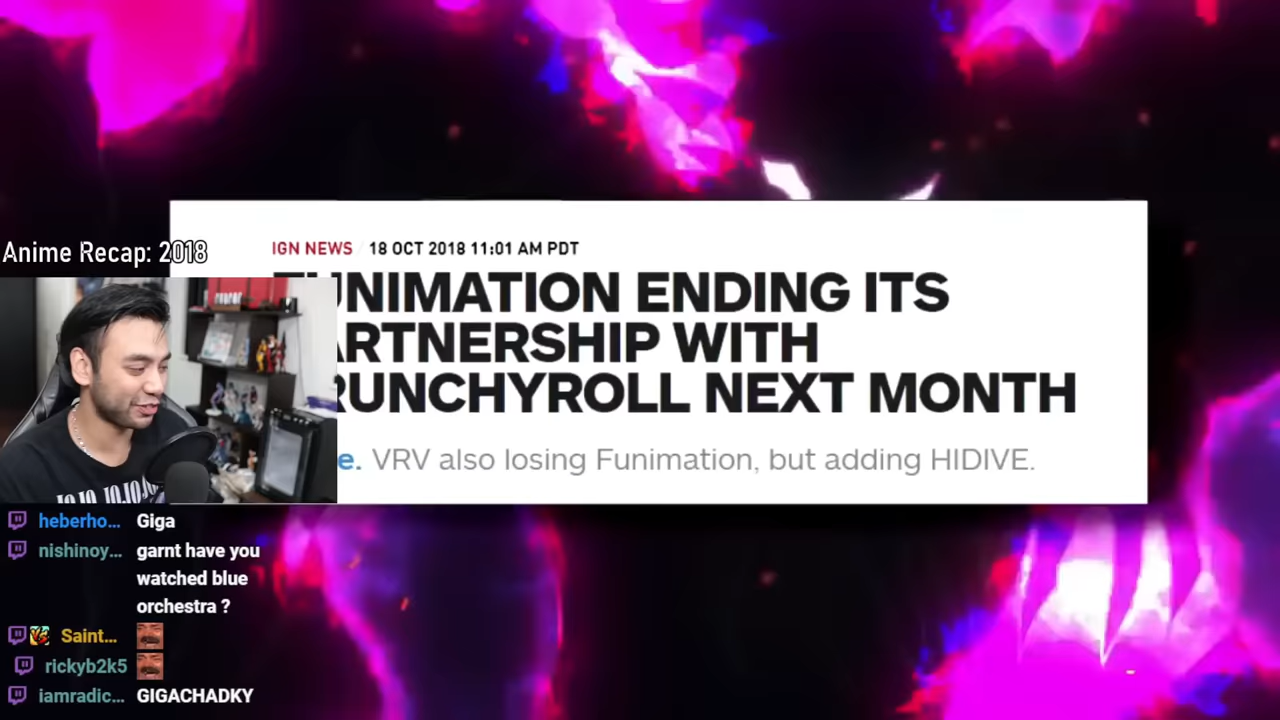 IGN NEWS / 18 OCT 2018 11:01 AM PDT
Anime Recap: 2018
UNIMATION ENDING ITS
ARTNERSHIP WITH
RUNCHYROLL NEXT MONTH
e. VRV also losing Funimation, but adding HIDIVE.
JOJO JOJO
heberho... Giga
nishinoy... garnt have you
watched blue
orchestra ?
Saint...
rickyb2k5
iamradic... GIGACHADKY